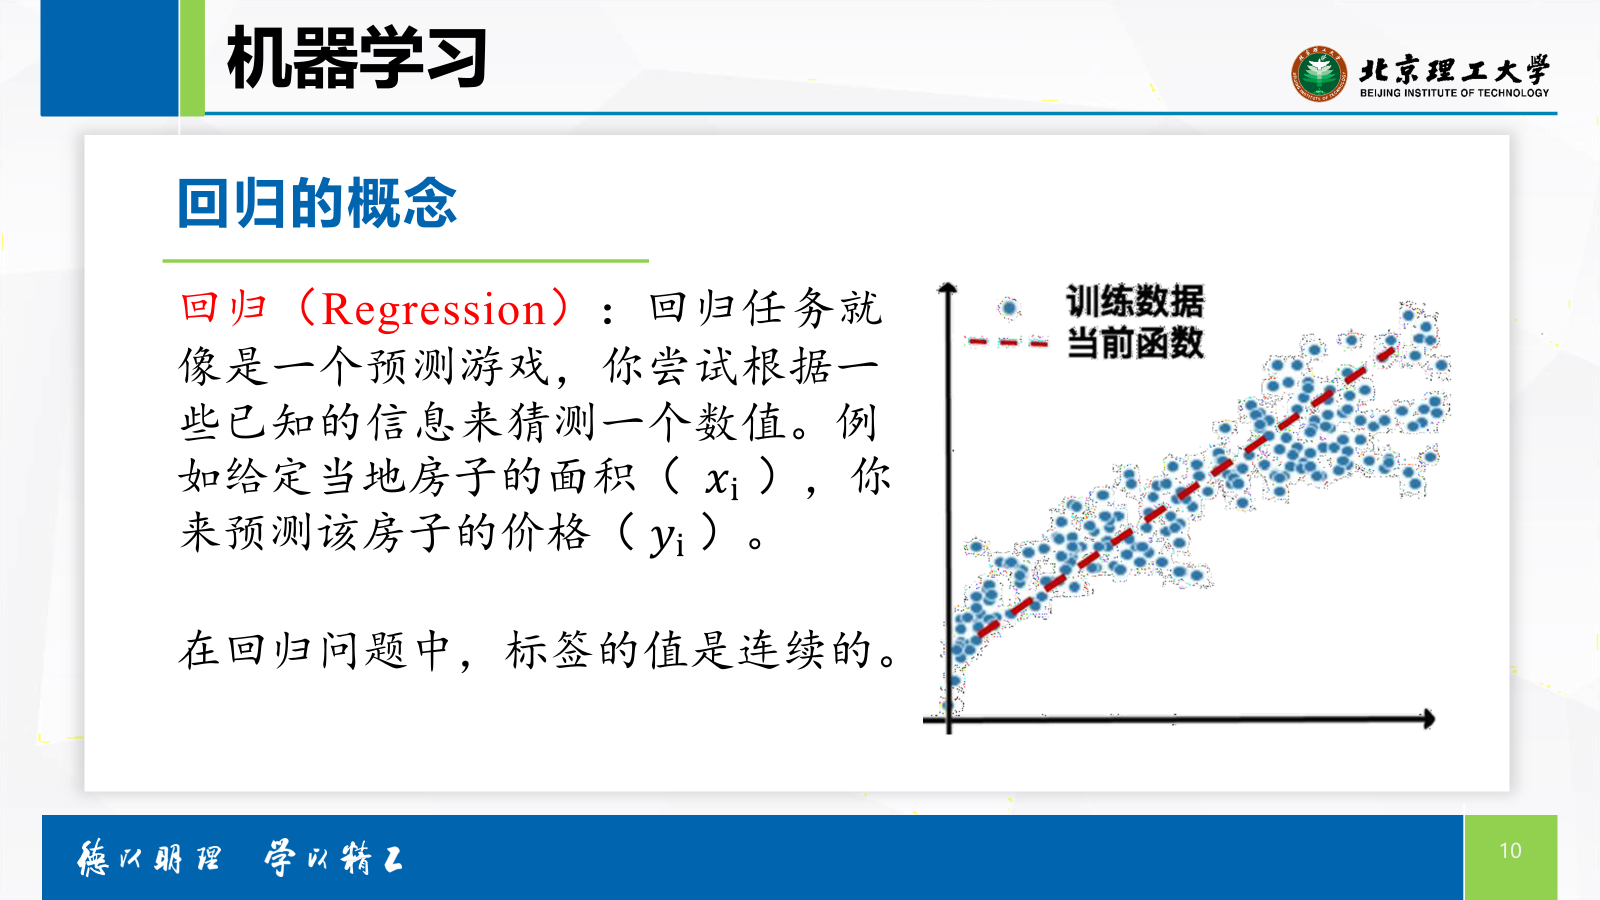 机器学习
北京理工大学
BEIJING INSTITUTE OF TECHNOLOGY
回归的概念
回归（Regression）：回归任务就
像是一个预测游戏，你尝试根据一
些已知的信息来猜测一个数值。例
如给定当地房子的面积（ xi ），你
来预测该房子的价格（ yi ）。
在回归问题中，标签的值是连续的。
训练数据
当前函数
德以明理 学以精工
10